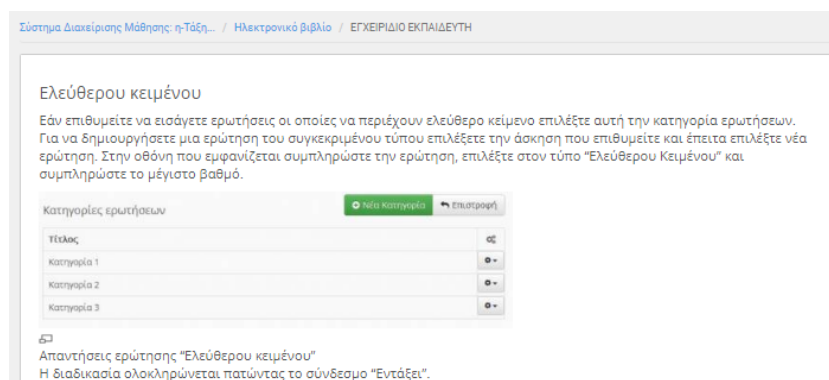 Σύστημα Διαχείρισης Μάθησης: η-Τάξη... / Ηλεκτρονικό βιβλίο / ΕΓΧΕΙΡΙΔΙΟ ΕΚΠΑΙΔΕΥΤΗ
Ελεύθερου κειμένου
Εάν επιθυμείτε να εισάγετε ερωτήσεις οι οποίες να περιέχουν ελεύθερο κείμενο επιλέξτε αυτή την κατηγορία ερωτήσεων.
Για να δημιουργήσετε μια ερώτηση του συγκεκριμένου τύπου επιλέξετε την άσκηση που επιθυμείτε και έπειτα επιλέξτε νέα
ερώτηση. Στην οθόνη που εμφανίζεται συμπληρώστε την ερώτηση, επιλέξτε στον τύπο “Ελεύθερου Κειμένου” και
συμπληρώστε το μέγιστο βαθμό.
Κατηγορίες ερωτήσεων Νέα Κατηγορία Επιστροφή
Τίτλος
Κατηγορία 1
Κατηγορία 2
Κατηγορία 3
Απαντήσεις ερώτησης “Ελεύθερου κειμένου”
Η διαδικασία ολοκληρώνεται πατώντας το σύνδεσμο “Εντάξει”.